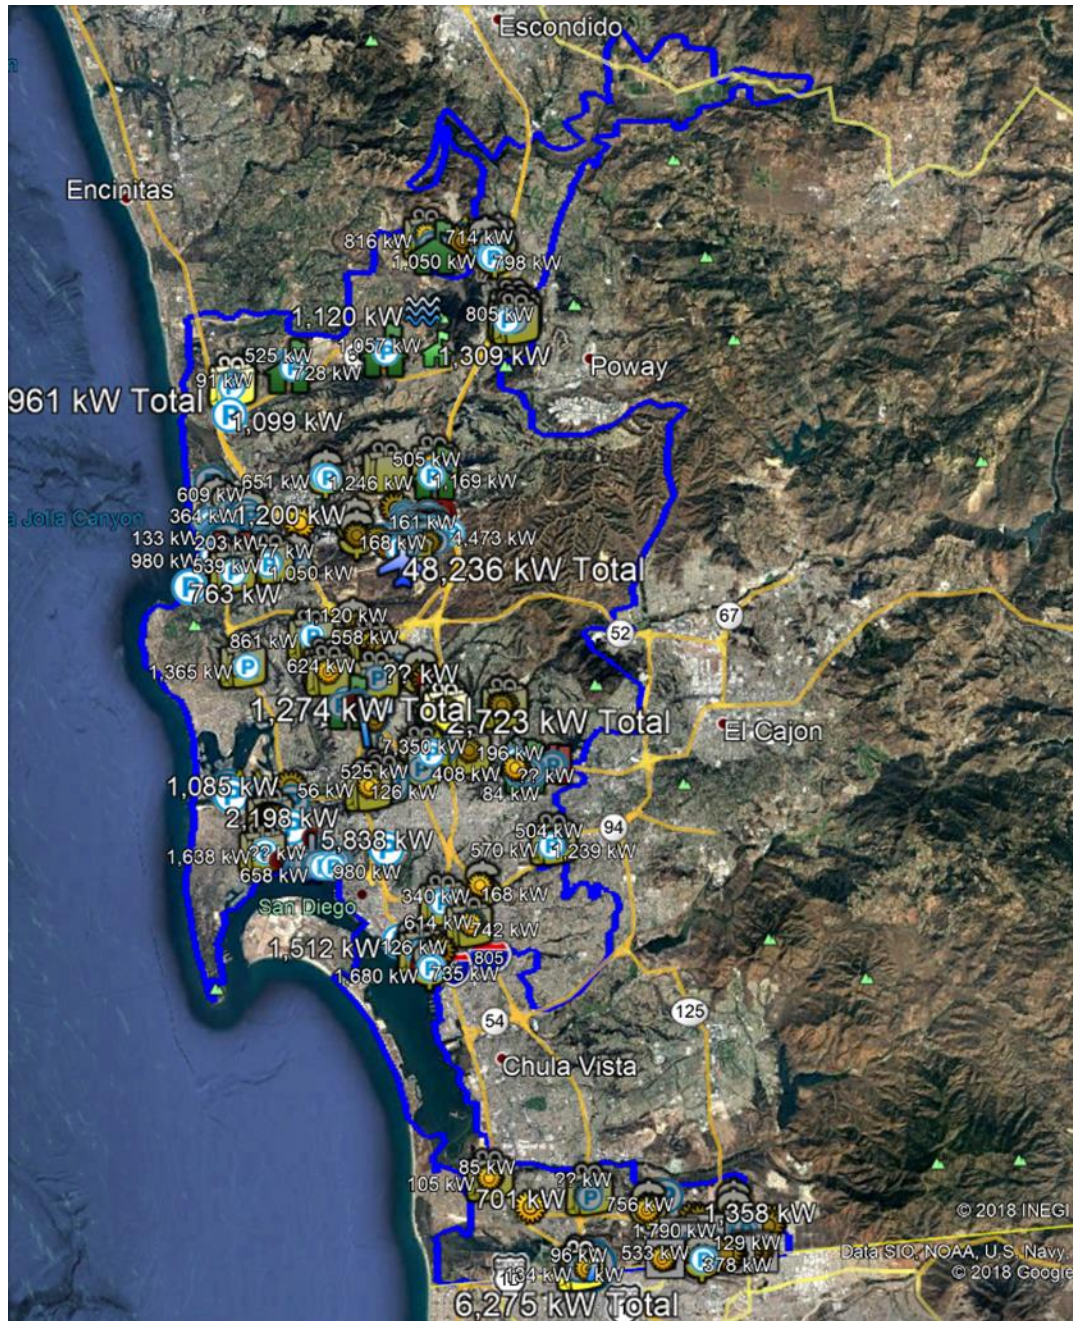 Escondido
Encinitas
816 kW
714 kW
1,050 kW
798 kW
1,120 kW
805 kW
1,057 kW
525 kW
728 kW
1,309 kW
Poway
91 kW
961 kW Total
1,099 kW
505 kW
651 kW
1,246 kW
1,169 kW
609 kW
364 kW
1,200 kW
161 kW
a Jolla Canyon
133 kW
203 kW
168 kW
4,473 kW
77 kW
980 kW
539 kW
1,050 kW
48,236 kW Total
763 kW
1,120 kW
67
52
861 kW
558 kW
1,365 kW
624 kW
?? kW
1,274 kW Total
2,723 kW Total
El Cajon
7,350 kW
196 kW
525 kW
408 kW
?? kW
1,085 kW
56 kW
126 kW
84 kW
2,198 kW
504 kW
94
5,838 kW
570 kW
1,239 kW
1,638 kW
?? kW
658 kW
980 kW
340 kW
168 kW
San Diego
614 kW
742 kW
1,512 kW
126 kW
805
1,680 kW
735 kW
54
125
Chula Vista
85 kW
105 kW
?? kW
701 kW
756 kW
1,358 kW
© 2018 INEGI
1,790 kW
129 kW
96 kW
533 kW
378 kW
Data SIO, NOAA, U.S. Navy,
134 kW
kW
© 2018 Google
6,275 kW Total